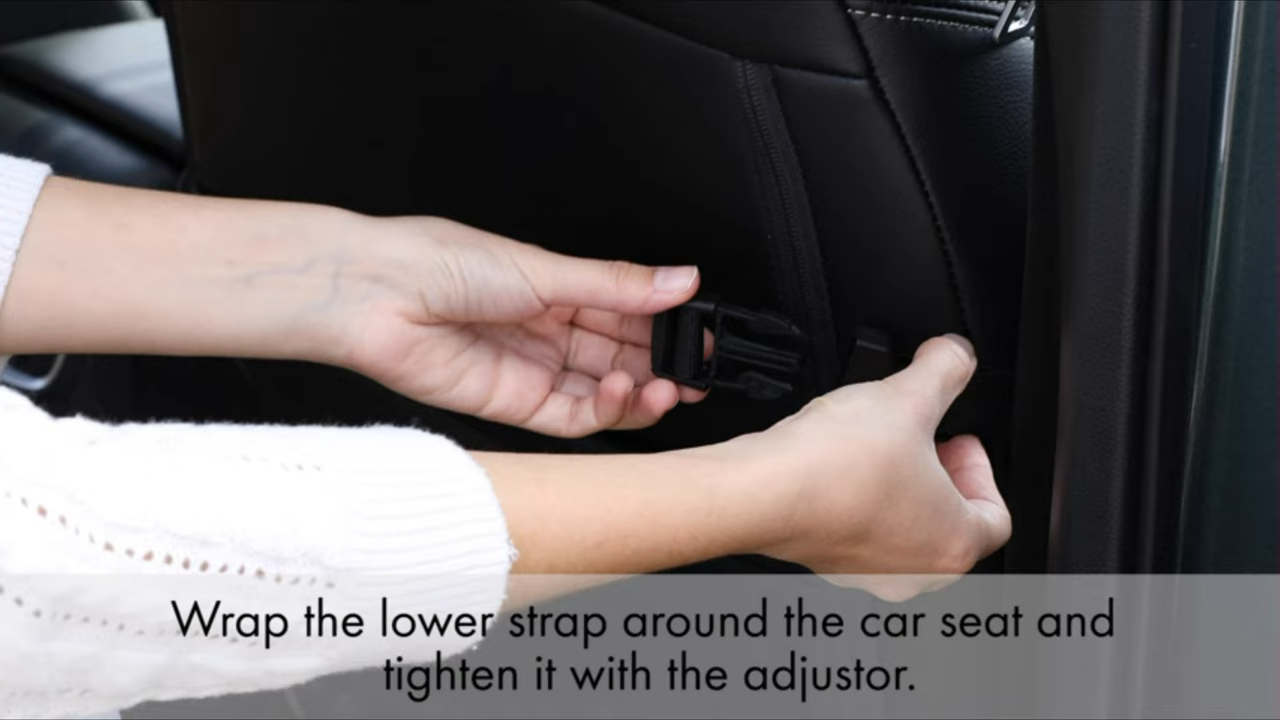 Wrap the lower strap around the car seat and
tighten it with the adjustor.